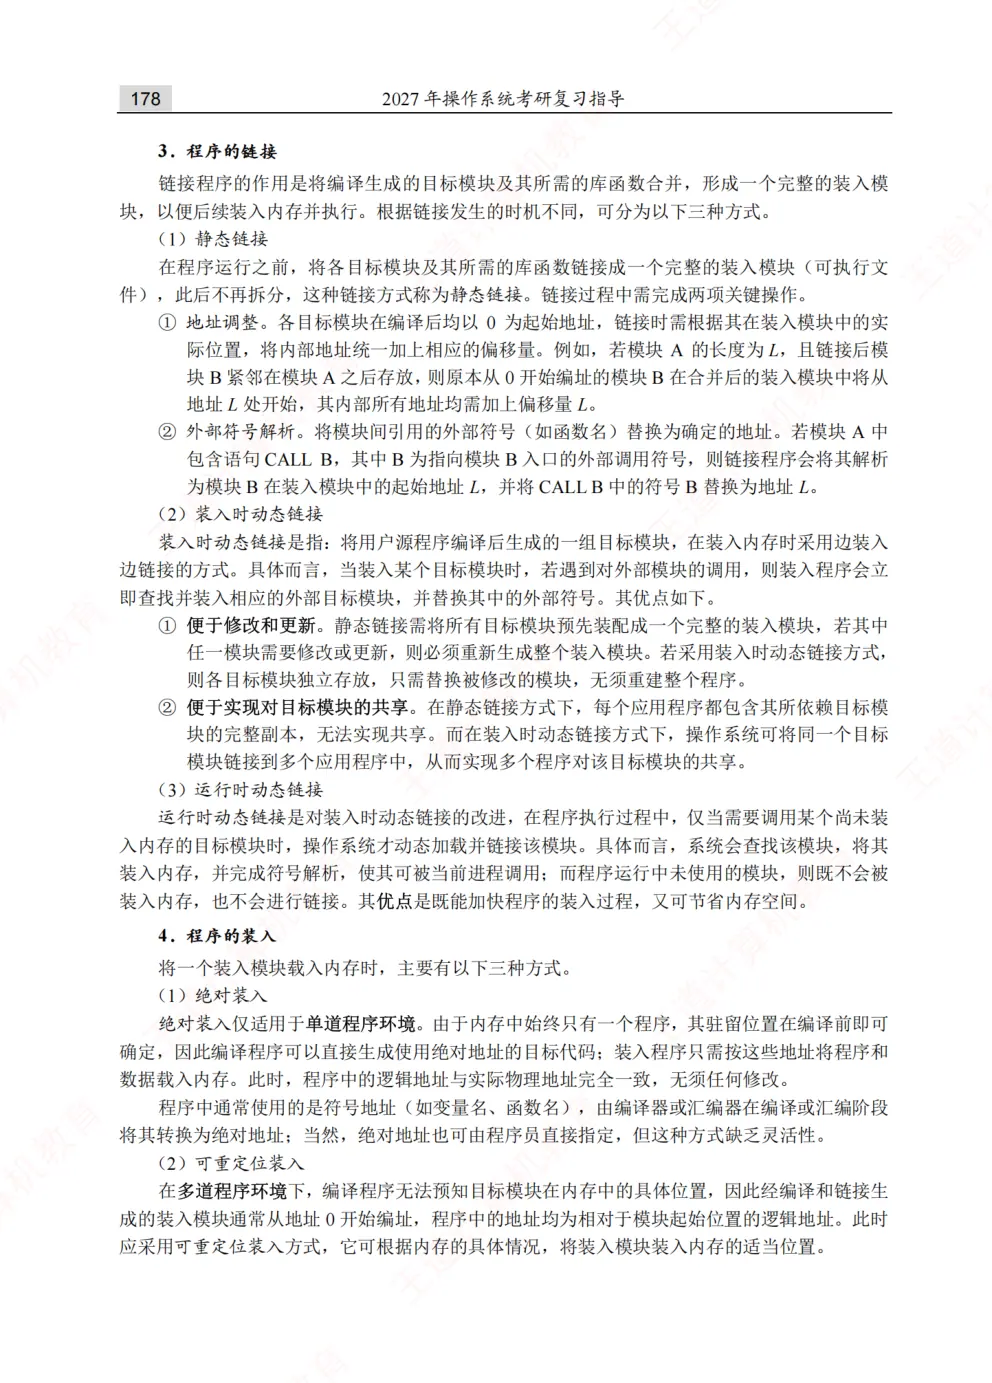 178
2027 年操作系统考研复习指导
3．程序的链接
链接程序的作用是将编译生成的目标模块及其所需的库函数合并，形成一个完整的装入模
块，以便后续装入内存并执行。根据链接发生的时机不同，可分为以下三种方式。
（1）静态链接
在程序运行之前，将各目标模块及其所需的库函数链接成一个完整的装入模块（可执行文
件），此后不再拆分，这种链接方式称为静态链接。链接过程中需完成两项关键操作。
① 地址调整。各目标模块在编译后均以 0 为起始地址，链接时需根据其在装入模块中的实
际位置，将内部地址统一加上相应的偏移量。例如，若模块 A 的长度为 L，且链接后模
块 B 紧邻在模块 A 之后存放，则原本从 0 开始编址的模块 B 在合并后的装入模块中将从
地址 L 处开始，其内部所有地址均需加上偏移量 L。
② 外部符号解析。将模块间引用的外部符号（如函数名）替换为确定的地址。若模块 A 中
包含语句 CALL B，其中 B 为指向模块 B 入口的外部调用符号，则链接程序会将其解析
为模块 B 在装入模块中的起始地址 L，并将 CALL B 中的符号 B 替换为地址 L。
（2）装入时动态链接
装入时动态链接是指：将用户源程序编译后生成的一组目标模块，在装入内存时采用边装入
边链接的方式。具体而言，当装入某个目标模块时，若遇到对外部模块的调用，则装入程序会立
即查找并装入相应的外部目标模块，并替换其中的外部符号。其优点如下。
① 便于修改和更新。静态链接需将所有目标模块预先装配成一个完整的装入模块，若其中
任一模块需要修改或更新，则必须重新生成整个装入模块。若采用装入时动态链接方式，
则各目标模块独立存放，只需替换被修改的模块，无须重建整个程序。
② 便于实现对目标模块的共享。在静态链接方式下，每个应用程序都包含其所依赖目标模
块的完整副本，无法实现共享。而在装入时动态链接方式下，操作系统可将同一个目标
模块链接到多个应用程序中，从而实现多个程序对该目标模块的共享。
（3）运行时动态链接
运行时动态链接是对装入时动态链接的改进，在程序执行过程中，仅当需要调用某个尚未装
入内存的目标模块时，操作系统才动态加载并链接该模块。具体而言，系统会查找该模块，将其
装入内存，并完成符号解析，使其可被当前进程调用；而程序运行中未使用的模块，则既不会被
装入内存，也不会进行链接。其优点是既能加快程序的装入过程，又可节省内存空间。
4．程序的装入
将一个装入模块载入内存时，主要有以下三种方式。
（1）绝对装入
绝对装入仅适用于单道程序环境。由于内存中始终只有一个程序，其驻留位置在编译前即可
确定，因此编译程序可以直接生成使用绝对地址的目标代码；装入程序只需按这些地址将程序和
数据载入内存。此时，程序中的逻辑地址与实际物理地址完全一致，无须任何修改。
程序中通常使用的是符号地址（如变量名、函数名），由编译器或汇编器在编译或汇编阶段
将其转换为绝对地址；当然，绝对地址也可由程序员直接指定，但这种方式缺乏灵活性。
（2）可重定位装入
在多道程序环境下，编译程序无法预知目标模块在内存中的具体位置，因此经编译和链接生
成的装入模块通常从地址 0 开始编址，程序中的地址均为相对于模块起始位置的逻辑地址。此时
应采用可重定位装入方式，它可根据内存的具体情况，将装入模块装入内存的适当位置。